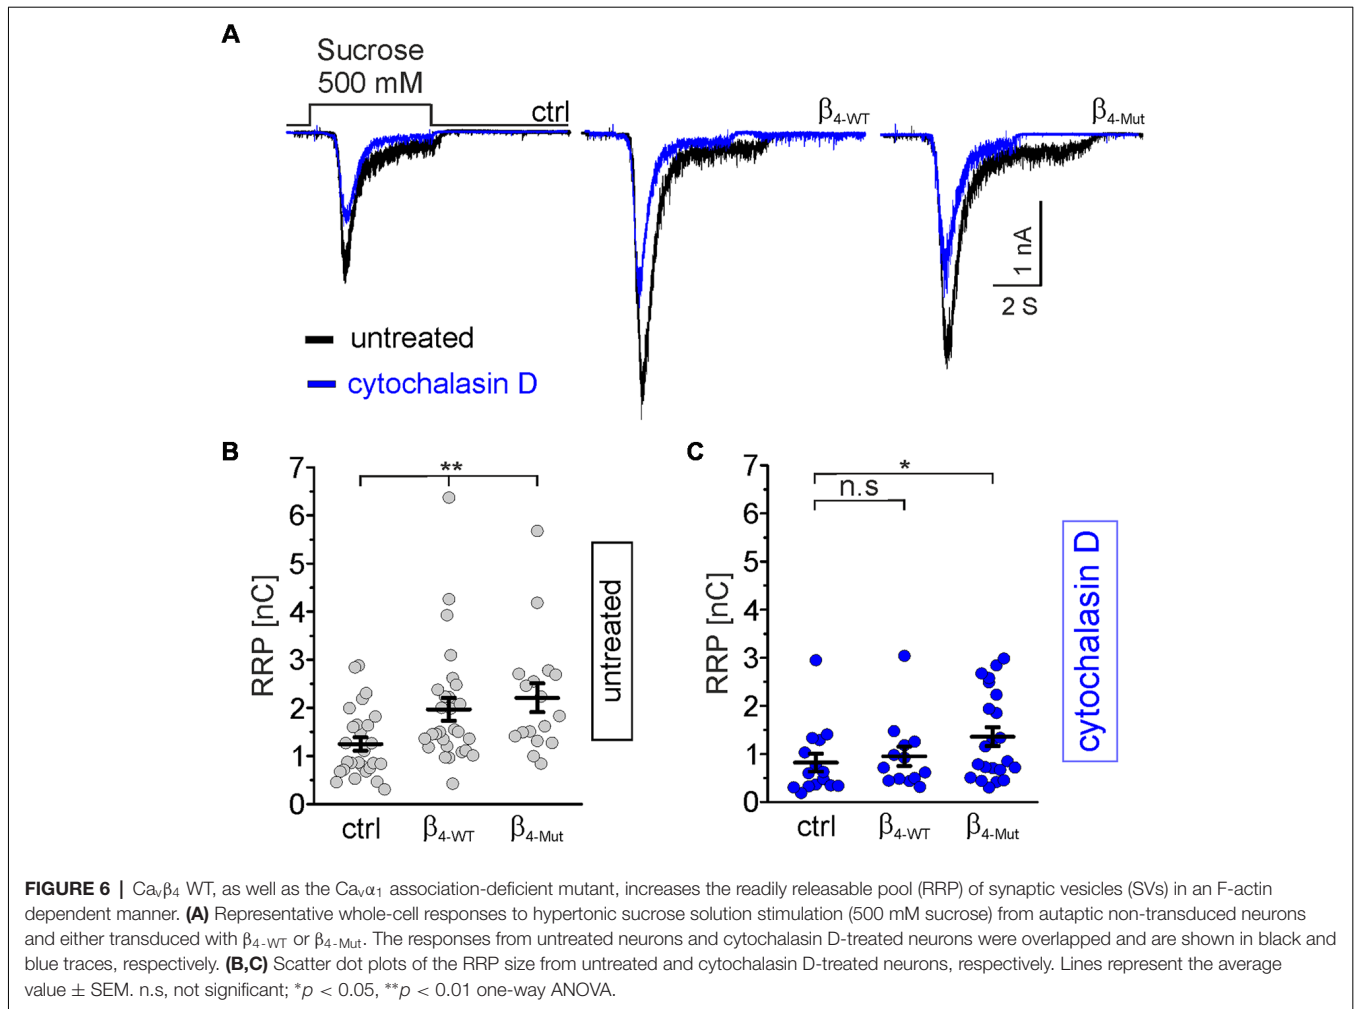 A
Sucrose
500 mM
ctrl
β4-WT
β4-Mut
1 nA
2 S
untreated
cytochalasin D
B
7
6
5
4
3
2
1
0
RRP [nC]
**
ctrl
β4-WT
β4-Mut
untreated
C
7
6
5
4
3
2
1
0
RRP [nC]
*
n.s
ctrl
β4-WT
β4-Mut
cytochalasin D
FIGURE 6 | Cavβ4 WT, as well as the Cavα1 association-deficient mutant, increases the readily releasable pool (RRP) of synaptic vesicles (SVs) in an F-actin
dependent manner. (A) Representative whole-cell responses to hypertonic sucrose solution stimulation (500 mM sucrose) from autaptic non-transduced neurons
and either transduced with β4-WT or β4-Mut. The responses from untreated neurons and cytochalasin D-treated neurons were overlapped and are shown in black and
blue traces, respectively. (B,C) Scatter dot plots of the RRP size from untreated and cytochalasin D-treated neurons, respectively. Lines represent the average
value ± SEM. n.s, not significant; *p < 0.05, **p < 0.01 one-way ANOVA.